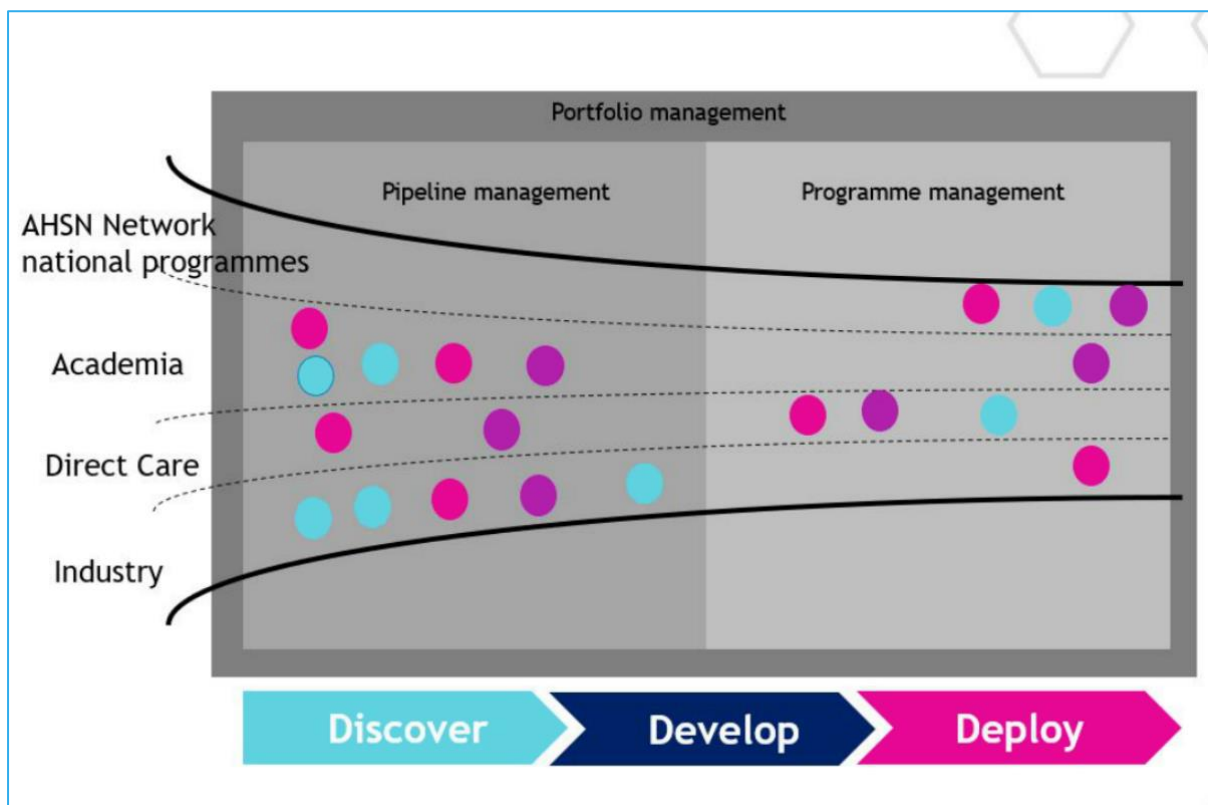 Portfolio management
Pipeline management
Programme management
AHSN Network
national programmes
Academia
Direct Care
Industry
Discover
Develop
Deploy